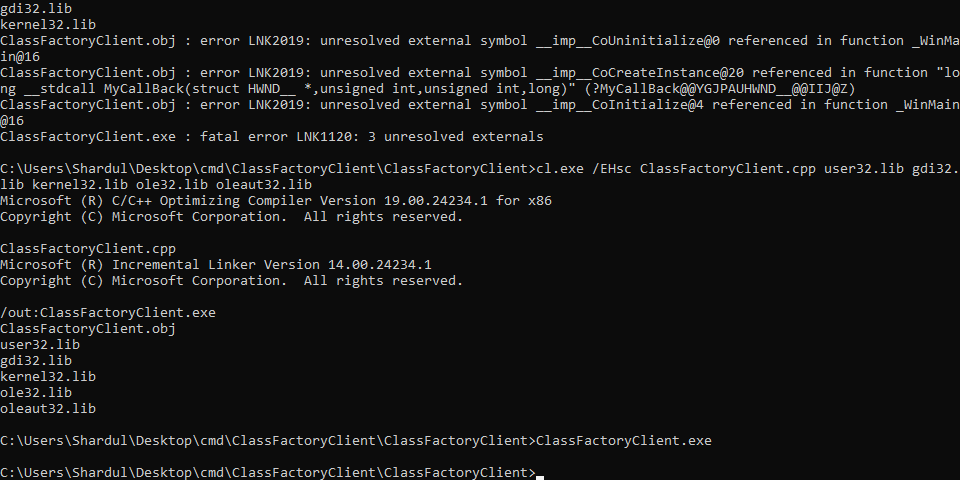 gdi32.lib
kernel32.lib
ClassFactoryClient.obj : error LNK2019: unresolved external symbol __imp__CoUninitialize@0 referenced in function _WinMa
in@16
ClassFactoryClient.obj : error LNK2019: unresolved external symbol __imp__CoCreateInstance@20 referenced in function "lo
ng __stdcall MyCallBack(struct HWND__ *,unsigned int,unsigned int,long)" (?MyCallBack@@YGJPAUHWND__@@IIJ@Z)
ClassFactoryClient.obj : error LNK2019: unresolved external symbol __imp__CoInitialize@4 referenced in function _WinMain
@16
ClassFactoryClient.exe : fatal error LNK1120: 3 unresolved externals
C:\Users\Shardul\Desktop\cmd\ClassFactoryClient\ClassFactoryClient>cl.exe /EHsc ClassFactoryClient.cpp user32.lib gdi32.
lib kernel32.lib ole32.lib oleaut32.lib
Microsoft (R) C/C++ Optimizing Compiler Version 19.00.24234.1 for x86
Copyright (C) Microsoft Corporation.  All rights reserved.
ClassFactoryClient.cpp
Microsoft (R) Incremental Linker Version 14.00.24234.1
Copyright (C) Microsoft Corporation.  All rights reserved.
/out:ClassFactoryClient.exe
ClassFactoryClient.obj
user32.lib
gdi32.lib
kernel32.lib
ole32.lib
oleaut32.lib
C:\Users\Shardul\Desktop\cmd\ClassFactoryClient\ClassFactoryClient>ClassFactoryClient.exe
C:\Users\Shardul\Desktop\cmd\ClassFactoryClient\ClassFactoryClient>